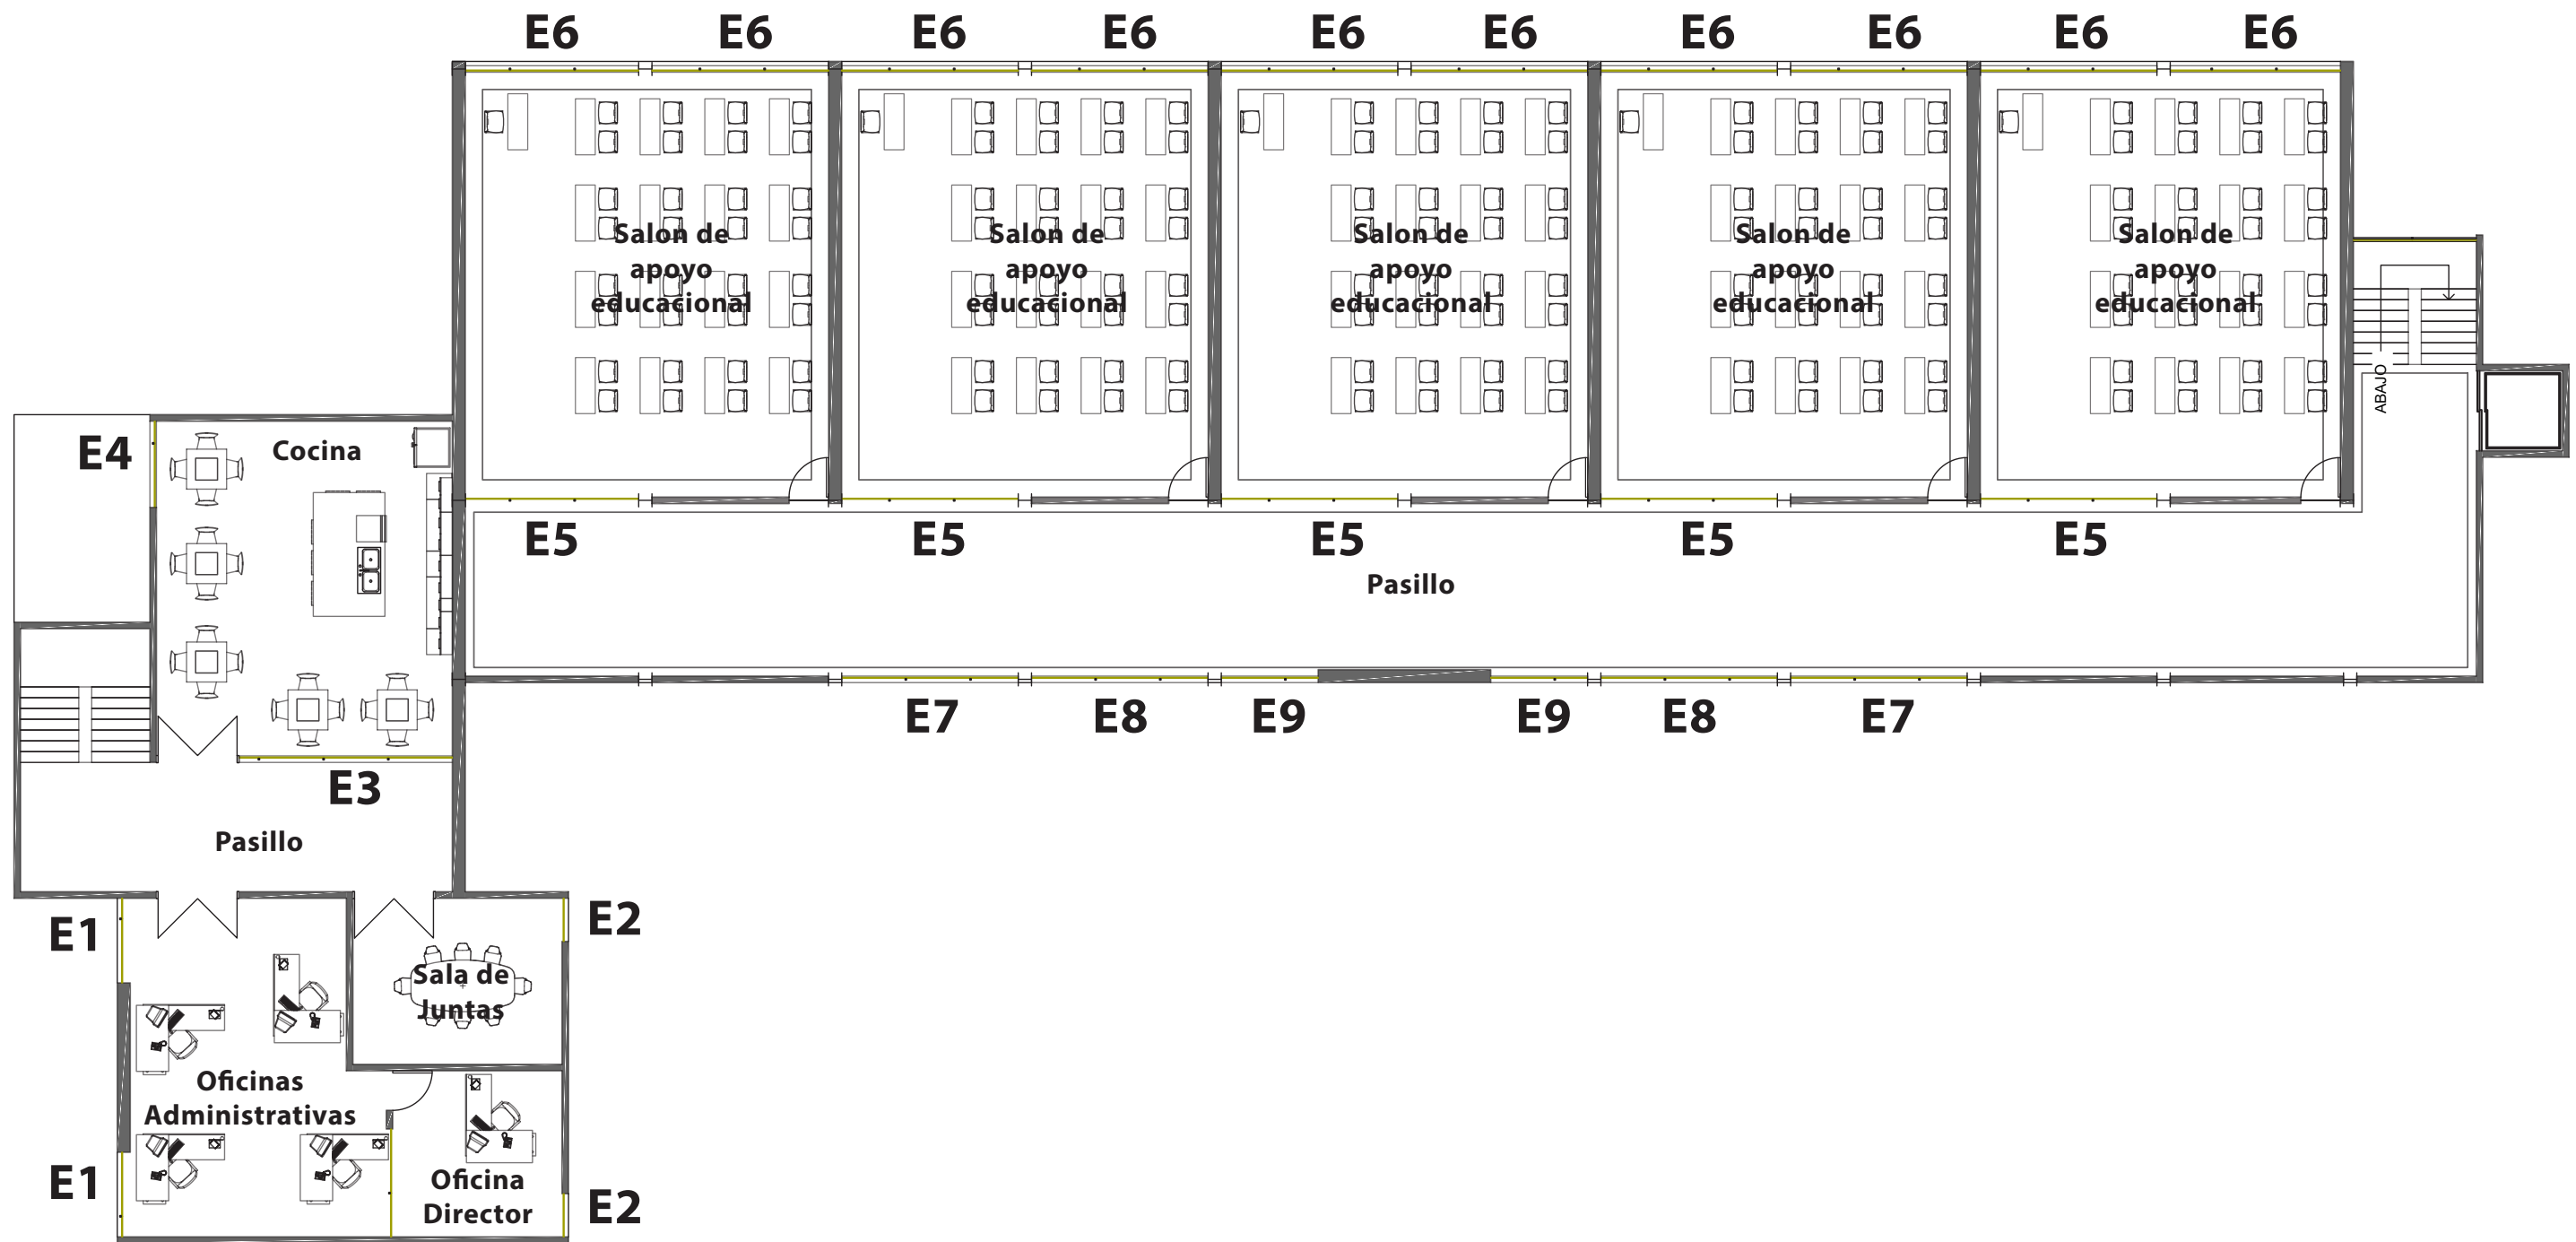 E6 E6 E6 E6 E6 E6 E6 E6 E6 E6
Salon de
apoyo
educacional
Salon de
apoyo
educacional
Salon de
apoyo
educacional
Salon de
apoyo
educacional
Salon de
apoyo
educacional
ABAJO
E4
Cocina
E5 E5 E5 E5 E5
Pasillo
E7 E8 E9 E9 E8 E7
E3
Pasillo
E1
E2
Sala de
Juntas
Oficinas
Administrativas
E1
Oficina
Director
E2